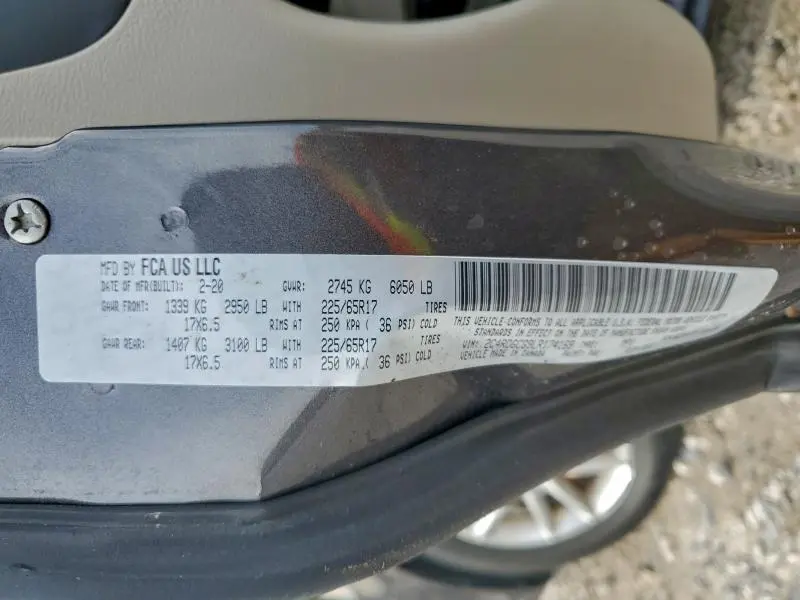 MFD BY FCA US LLC
DATE OF MFR(BUILT): 2-20 GVWR: 2745 KG 6050 LB
GAWR FRONT: 1339 KG 2950 LB WITH 225/65R17 TIRES
17X6.5 RIMS AT 250 KPA( 36 PSI) COLD
GAWR REAR: 1407 KG 3100 LB WITH 225/65R17 TIRES
17X6.5 RIMS AT 250 KPA,( 36 PSI) COLD
THIS VEHICLE CONFORMS TO ALL APPLICABLE U.S.A. FEDERAL MOTOR VEHICLE SAFETY
STANDARDS IN EFFECT ON THE DATE OF MANUFACTURE
VIN:
VEHICLE MADE IN CANADA